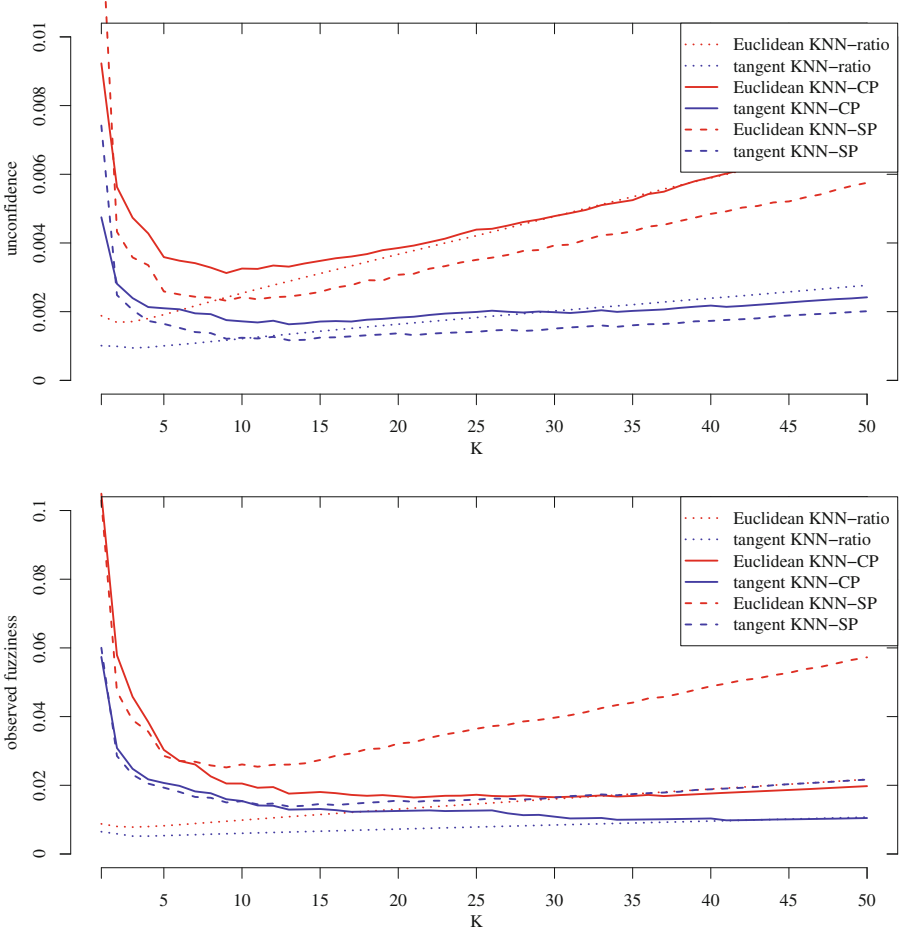 0.01
0.008
0.006
0.004
0.002
0
unconfidence
Euclidean KNN−ratio
tangent KNN−ratio
Euclidean KNN−CP
tangent KNN−CP
Euclidean KNN−SP
tangent KNN−SP
5 10 15 20 25 30 35 40 45 50
K
0.1
0.08
0.06
0.04
0.02
0
observed fuzziness
Euclidean KNN−ratio
tangent KNN−ratio
Euclidean KNN−CP
tangent KNN−CP
Euclidean KNN−SP
tangent KNN−SP
5 10 15 20 25 30 35 40 45 50
K